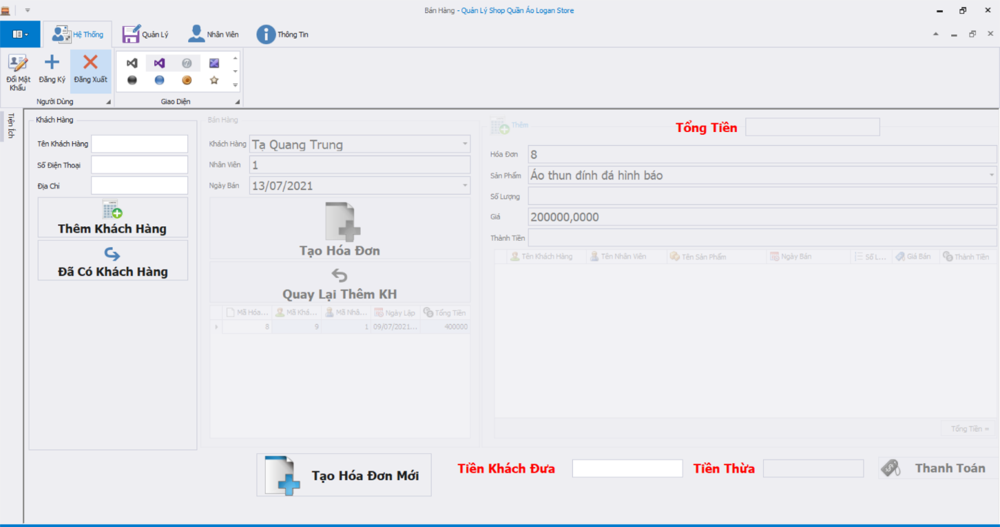 Bán Hàng - Quản Lý Shop Quần Áo Logan Store
Hệ Thống
Quản Lý
Nhân Viên
Thông Tin
Đổi Mật
Khẩu
Đăng Ký
Đăng Xuất
Người Dùng
Giao Diện
Tiện Ích
Khách Hàng
Tên Khách Hàng
Số Điện Thoại
Địa Chỉ
Thêm Khách Hàng
Đã Có Khách Hàng
Bán Hàng
Khách Hàng Tạ Quang Trung
Nhân Viên 1
Ngày Bán 13/07/2021
Tạo Hóa Đơn
Quay Lại Thêm KH
Mã Hóa... Mã Khá... Mã Nhâ... Ngày Lập Tổng Tiền
8 9 1 09/07/2021... 400000
Thêm
Tổng Tiền
Hóa Đơn 8
Sản Phẩm Áo thun đính đá hình báo
Số Lượng
Giá 200000,0000
Thành Tiền
Tên Khách Hàng Tên Nhân Viên Tên Sản Phẩm Ngày Bán Số L... Giá Bán Thành Tiền
Tổng Tiền =
Tạo Hóa Đơn Mới
Tiền Khách Đưa
Tiền Thừa
Thanh Toán